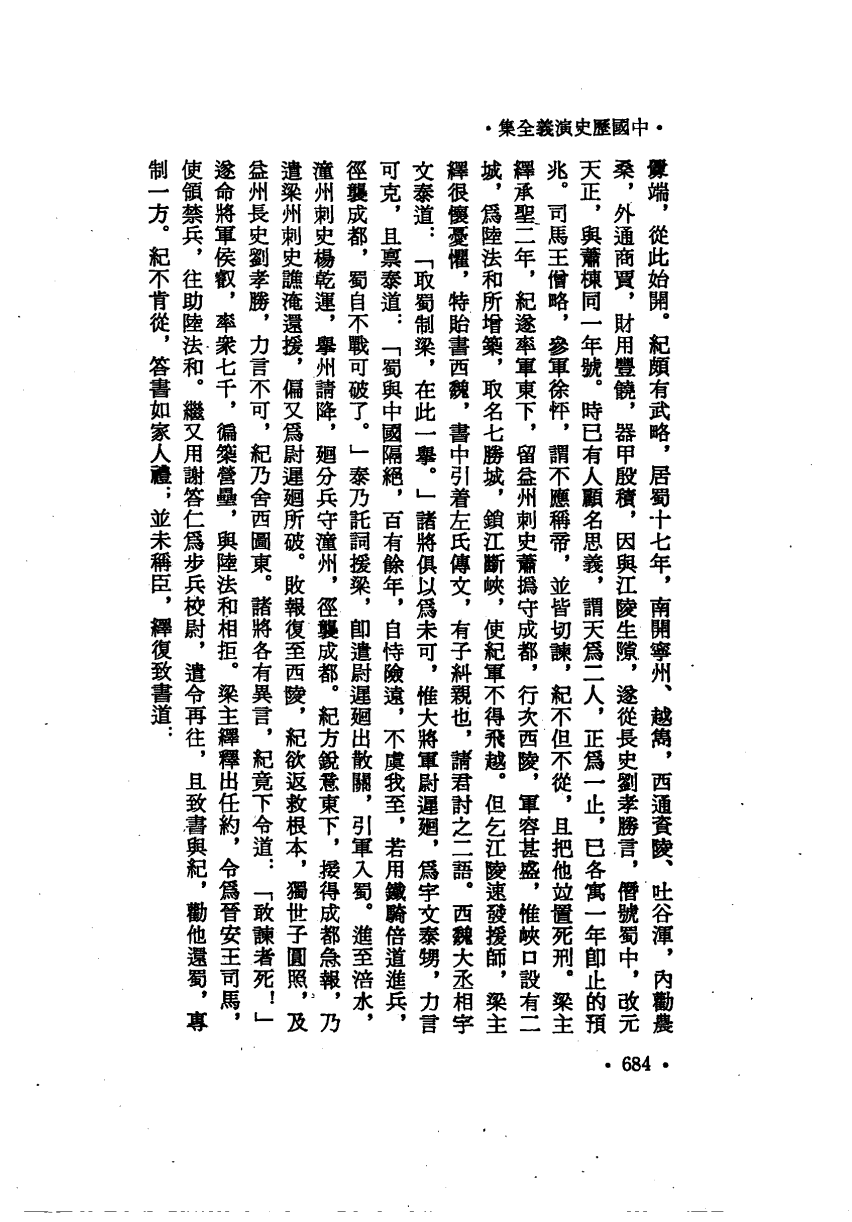 •中國歷史演義全集•
釁端，從此始開。紀頗有武略，居蜀十七年，南開寧州、越嶲，西通資陵、吐谷渾，內勸農
桑，外通商賈，財用豐饒，器甲殷積，因與江陵生隙，遂從長史劉孝勝言，僭號蜀中，改元
天正，與蕭棟同一年號。時已有人顧名思義，謂天爲二人，正爲一止，已各寓一年卽止的預
兆。司馬王僧略，參軍徐怦，謂不應稱帝，並皆切諫，紀不但不從，且把他竝置死刑。梁主
繹承聖二年，紀遂率軍東下，留益州刺史蕭撝守成都，行次西陵，軍容甚盛，惟峽口設有二
城，爲陸法和所增築，取名七勝城，鎖江斷峽，使紀軍不得飛越。但乞江陵速發援師，梁主
繹很懷憂懼，特貽書西魏，書中引着左氏傳文，有子糾親也，請君討之二語。西魏大丞相宇
文泰道：「取蜀制梁，在此一舉。」諸將俱以爲未可，惟大將軍尉遲廻，爲宇文泰甥，力言
可克，且禀泰道：「蜀與中國隔絕，百有餘年，自恃險遠，不虞我至，若用鐵騎倍道進兵，
徑襲成都，蜀自不戰可破了。」泰乃託詞援梁，卽遣尉遲廻出散關，引軍入蜀。進至涪水，
潼州刺史楊乾運，舉州請降，廻分兵守潼州，徑襲成都。紀方銳意東下，接得成都急報，乃
遣梁州刺史譙淹還援，偏又爲尉遲廻所破。敗報復至西陵，紀欲返救根本，獨世子圓照，及
益州長史劉孝勝，力言不可，紀乃舍西圖東。諸將各有異言，紀竟下令道：「敢諫者死！」
遂命將軍侯叡，率衆七千，徧築營壘，與陸法和相拒。梁主繹釋出任約，令爲晉安王司馬，
使領禁兵，往助陸法和。繼又用謝答仁爲步兵校尉，遣令再往，且致書與紀，勸他還蜀，專
制一方。紀不肯從，答書如家人禮；並未稱臣，繹復致書道：
•684•